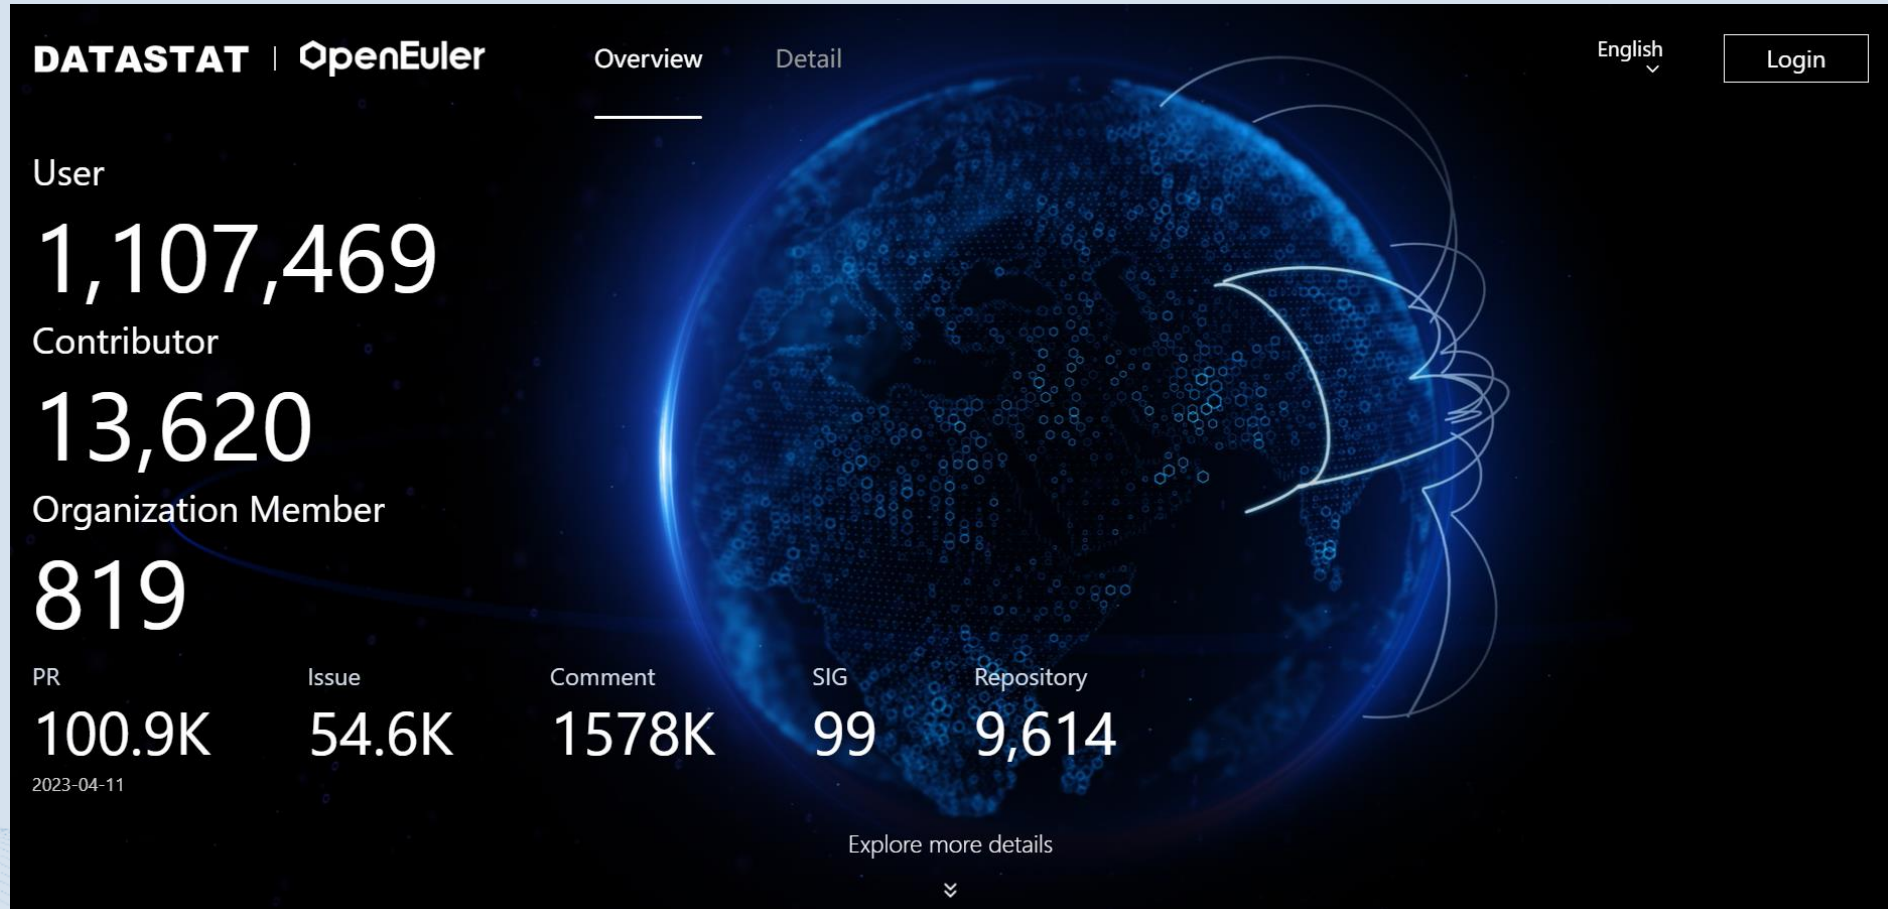 DATASTAT | OpenEuler Overview Detail English Login
User
1,107,469
Contributor
13,620
Organization Member
819
PR Issue Comment SIG Repository
100.9K 54.6K 1578K 99 9,614
2023-04-11
Explore more details